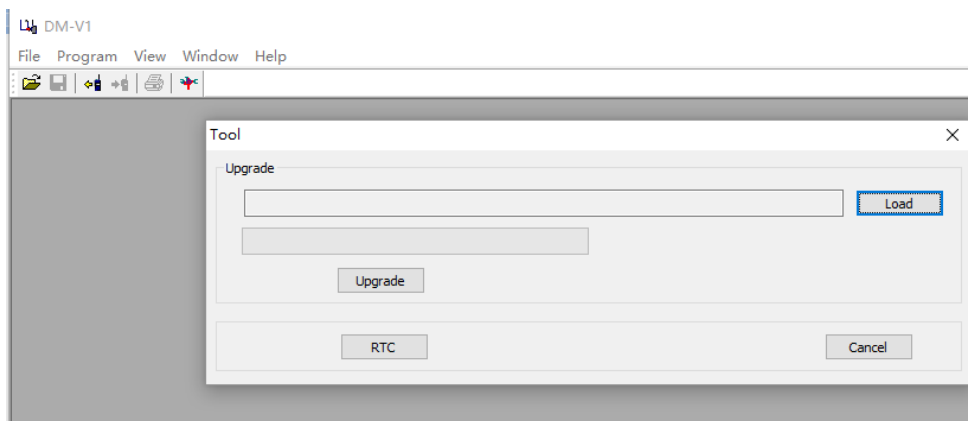 DM-V1
File Program View Window Help
Tool
Upgrade
Load
Upgrade
RTC Cancel